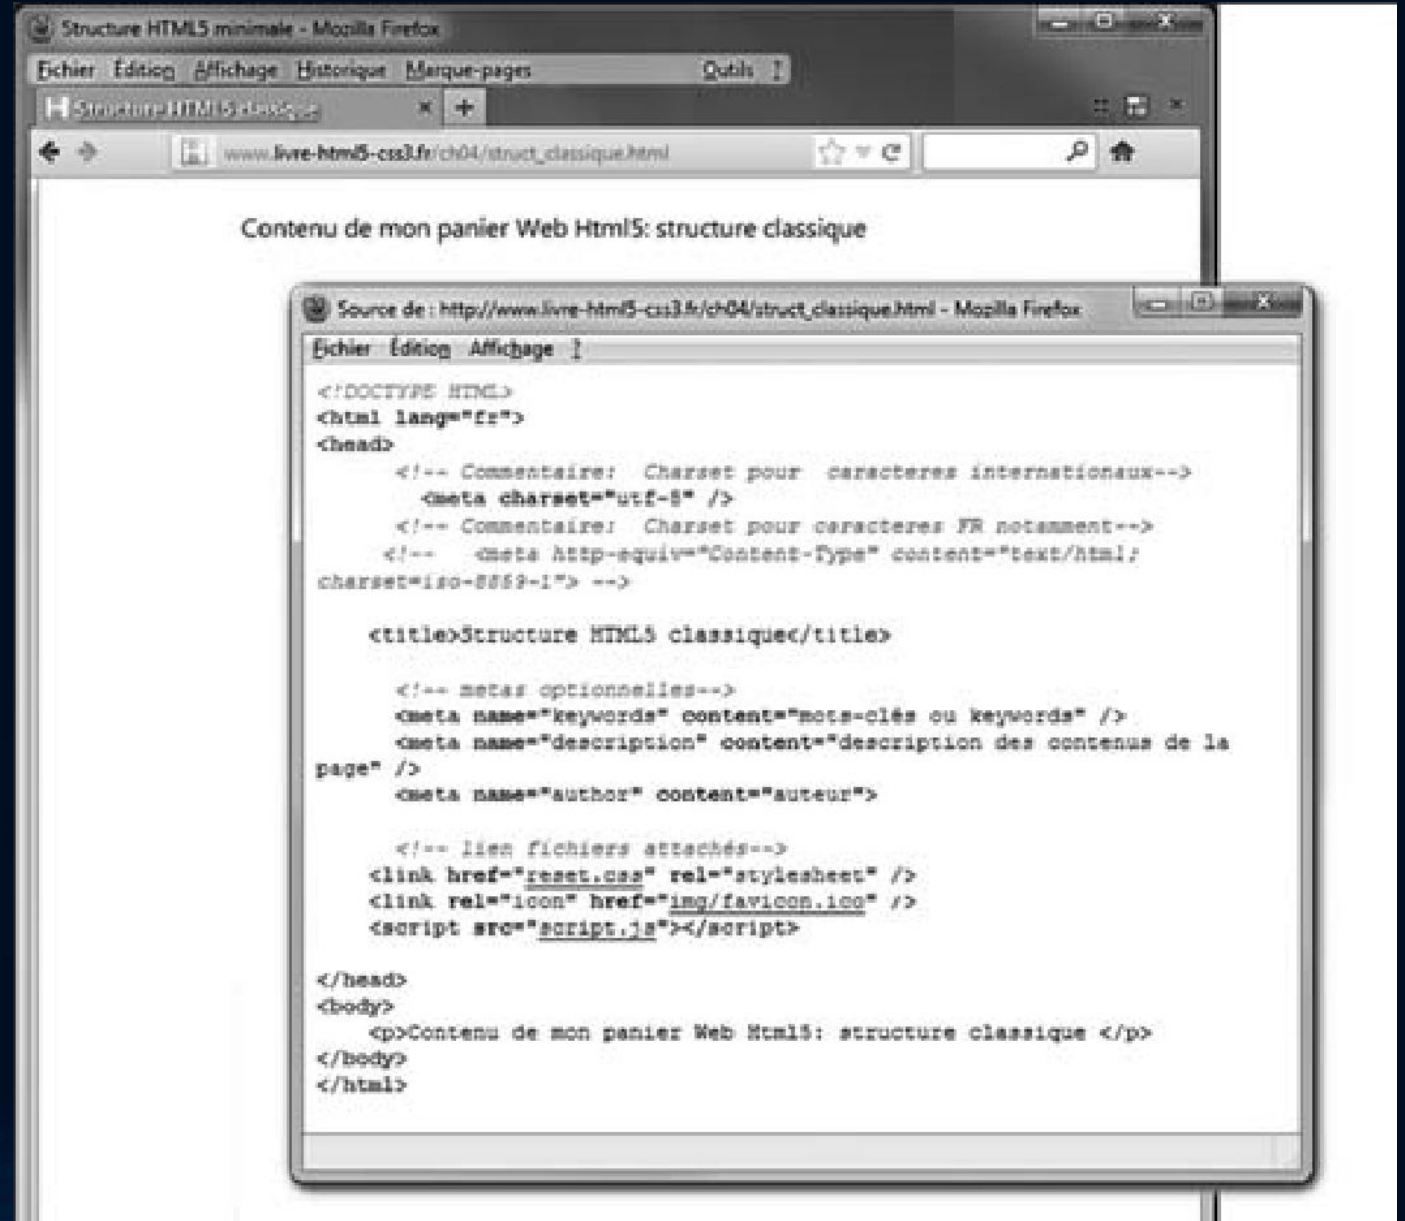 Structure HTML5 minimale - Mozilla Firefox
Fichier Édition Affichage Historique Marque-pages Outils ?
Structure HTML5 classique
www.livre-html5-css3.fr/ch04/struct_classique.html
Contenu de mon panier Web Html5: structure classique
Source de : http://www.livre-html5-css3.fr/ch04/struct_classique.html - Mozilla Firefox
Fichier Édition Affichage ?
<!DOCTYPE HTML>
<html lang="fr">
<head>
<!-- Commentaire: Charset pour caracteres internationaux-->
<meta charset="utf-8" />
<!-- Commentaire: Charset pour caracteres FR notamment-->
<!-- <meta http-equiv="Content-Type" content="text/html;
charset=iso-8859-1"> -->
<title>Structure HTML5 classique</title>
<!-- metas optionnelles-->
<meta name="keywords" content="mots-clés ou keywords" />
<meta name="description" content="description des contenus de la
page" />
<meta name="author" content="auteur">
<!-- lien fichiers attachés-->
<link href="reset.css" rel="stylesheet" />
<link rel="icon" href="img/favicon.ico" />
<script src="script.js"></script>
</head>
<body>
<p>Contenu de mon panier Web Html5: structure classique </p>
</body>
</html>